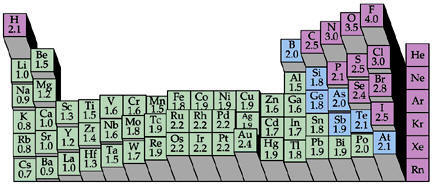 H
2.1
Li Be B C N O F He
1.0 1.5 2.0 2.5 3.0 3.5 4.0
Na Mg Al Si P S Cl Ne
0.9 1.2 1.5 1.8 2.1 2.5 3.0
K Ca Sc Ti V Cr Mn Fe Co Ni Cu Zn Ga Ge As Se Br Ar
0.8 1.0 1.3 1.5 1.6 1.6 1.5 1.8 1.9 1.9 1.9 1.6 1.6 1.8 2.0 2.4 2.8
Rb Sr Y Zr Nb Mo Tc Ru Rh Pd Ag Cd In Sn Sb Te I Kr
0.8 1.0 1.2 1.4 1.6 1.8 1.9 2.2 2.2 2.2 1.9 1.7 1.7 1.8 1.9 2.1
Cs Ba La Hf Ta W Re Os Ir Pt Au Hg Tl Pb Bi Po At Xe
0.7 0.9 1.0 1.3 1.5 1.7 1.9 2.2 2.2 2.2 2.4 1.9 1.8 1.9 1.9 2.1
Rn